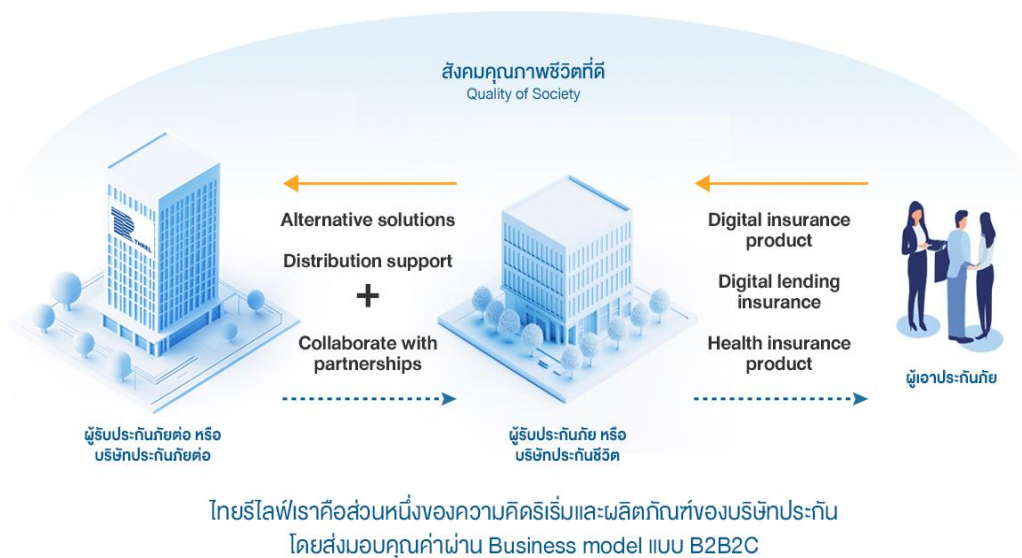 สังคมคุณภาพชีวิตที่ดี
Quality of Society
THREL
Alternative solutions
Distribution support
+
Collaborate with
partnerships
Digital insurance
product
Digital lending
insurance
Health insurance
product
ผู้รับประกันภัยต่อ หรือ
บริษัทประกันภัยต่อ
ผู้รับประกันภัย หรือ
บริษัทประกันชีวิต
ผู้เอาประกันภัย
ไทยรีไลฟ์เราคือส่วนหนึ่งของความคิดริเริ่มและผลิตภัณฑ์ของบริษัทประกัน
โดยส่งมอบคุณค่าผ่าน Business model แบบ B2B2C